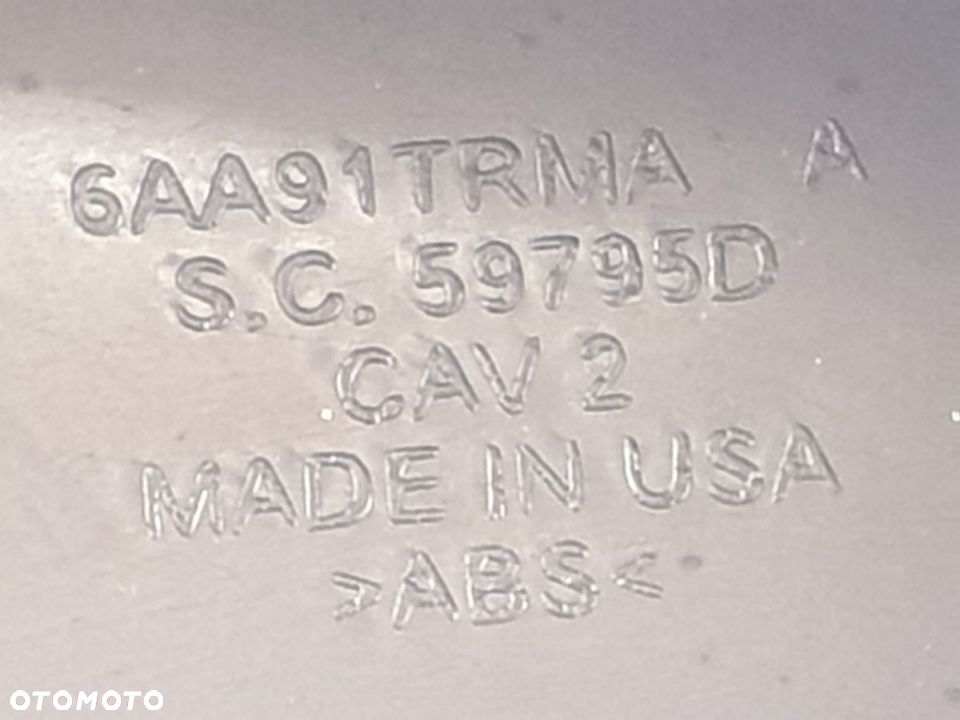 6AA91TRMA A
S.C. 59795D
CAV 2
MADE IN USA
>ABS<
OTOMOTO